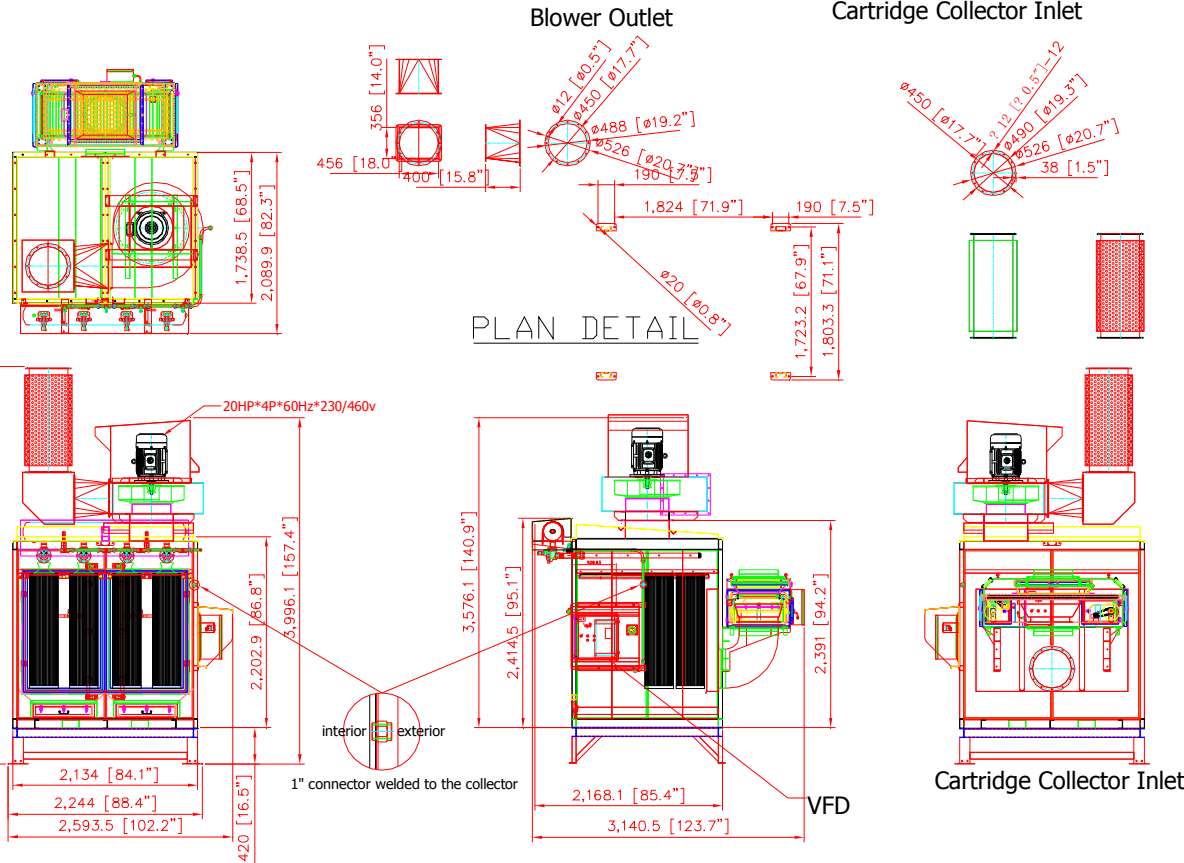 Blower Outlet
Cartridge Collector Inlet
356 [14.0"]
456 [18.0"]
400 [15.8"]
ø12 [ø0.5"]
ø450 [ø17.7"]
ø488 [ø19.2"]
ø526 [ø20.7"]
190 [7.5"]
1,824 [71.9"]
190 [7.5"]
ø20 [ø0.8"]
1,723.2 [67.9"]
1,803.3 [71.1"]
PLAN DETAIL
ø450 [ø17.7"]
? 12 [? 0.5"]-12
ø490 [ø19.3"]
ø526 [ø20.7"]
38 [1.5"]
1,738.5 [68.5"]
2,089.9 [82.3"]
20HP*4P*60Hz*230/460v
2,202.9 [86.8"]
3,996.1 [157.4"]
2,134 [84.1"]
2,244 [88.4"]
2,593.5 [102.2"]
420 [16.5"]
interior
exterior
1" connector welded to the collector
3,576.1 [140.9"]
2,414.5 [95.1"]
2,391 [94.2"]
2,168.1 [85.4"]
3,140.5 [123.7"]
VFD
Cartridge Collector Inlet